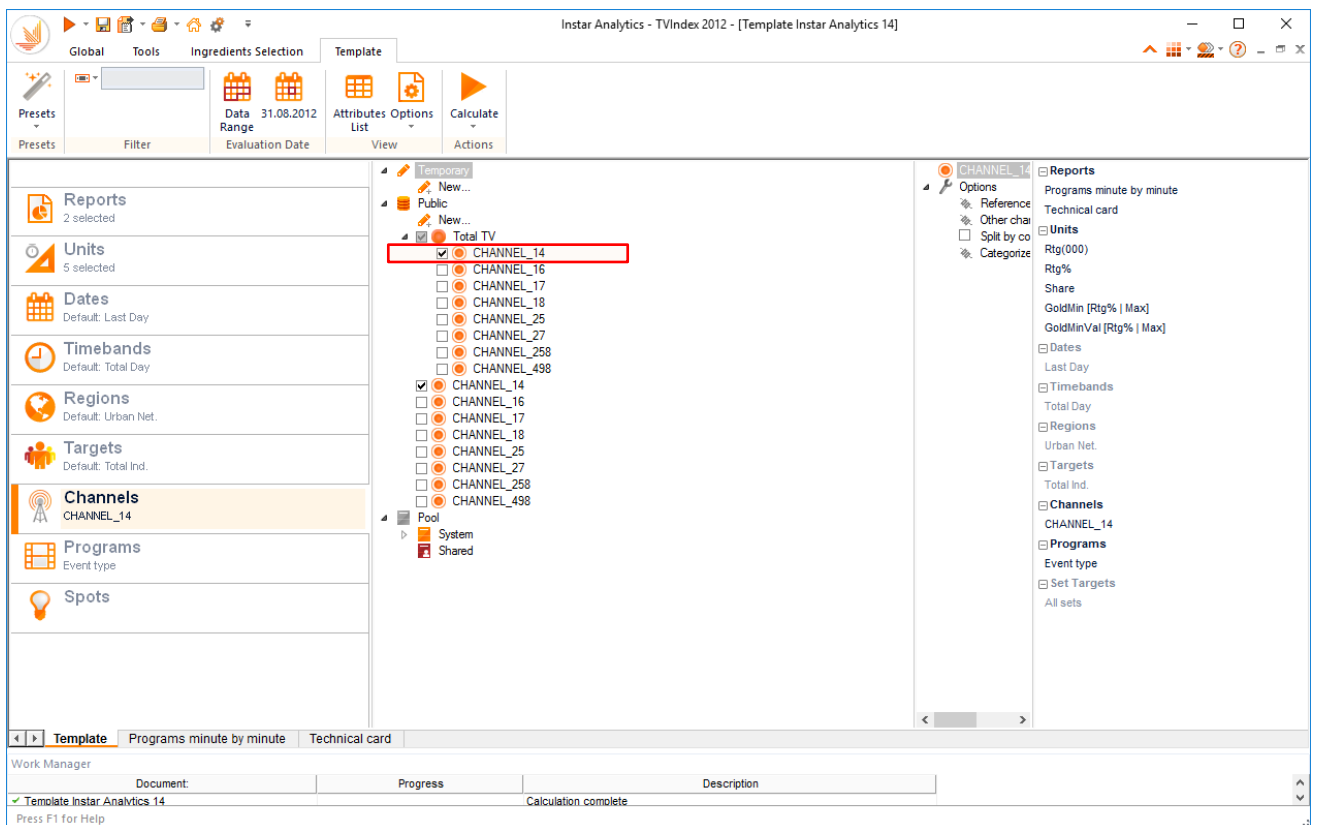 Instar Analytics - TVIndex 2012 - [Template Instar Analytics 14]
Global Tools Ingredients Selection Template
Presets
Data Range
31.08.2012
Attributes List
Options
Calculate
Presets Filter Evaluation Date View Actions
Reports
2 selected
Units
5 selected
Dates
Default: Last Day
Timebands
Default: Total Day
Regions
Default: Urban Net.
Targets
Default: Total Ind.
Channels
CHANNEL_14
Programs
Event type
Spots
Temporary
New...
Public
New...
Total TV
CHANNEL_14
CHANNEL_16
CHANNEL_17
CHANNEL_18
CHANNEL_25
CHANNEL_27
CHANNEL_258
CHANNEL_498
CHANNEL_14
CHANNEL_16
CHANNEL_17
CHANNEL_18
CHANNEL_25
CHANNEL_27
CHANNEL_258
CHANNEL_498
Pool
System
Shared
CHANNEL_14
Options
Reference
Other char
Split by co
Categorize
Reports
Programs minute by minute
Technical card
Units
Rtg(000)
Rtg%
Share
GoldMin [Rtg% | Max]
GoldMinVal [Rtg% | Max]
Dates
Last Day
Timebands
Total Day
Regions
Urban Net.
Targets
Total Ind.
Channels
CHANNEL_14
Programs
Event type
Set Targets
All sets
Template Programs minute by minute Technical card
Work Manager
Document: Progress Description
Template Instar Analytics 14 Calculation complete
Press F1 for Help